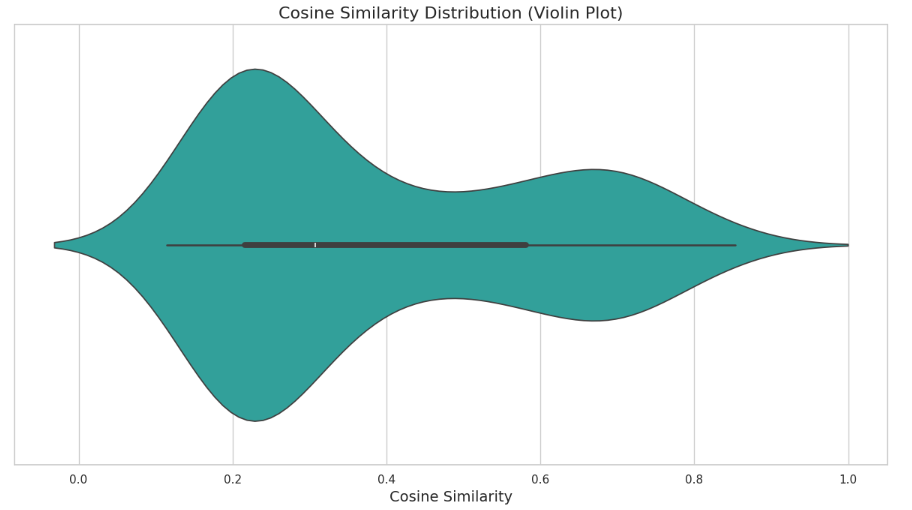 Cosine Similarity Distribution (Violin Plot)
0.0 0.2 0.4 0.6 0.8 1.0
Cosine Similarity